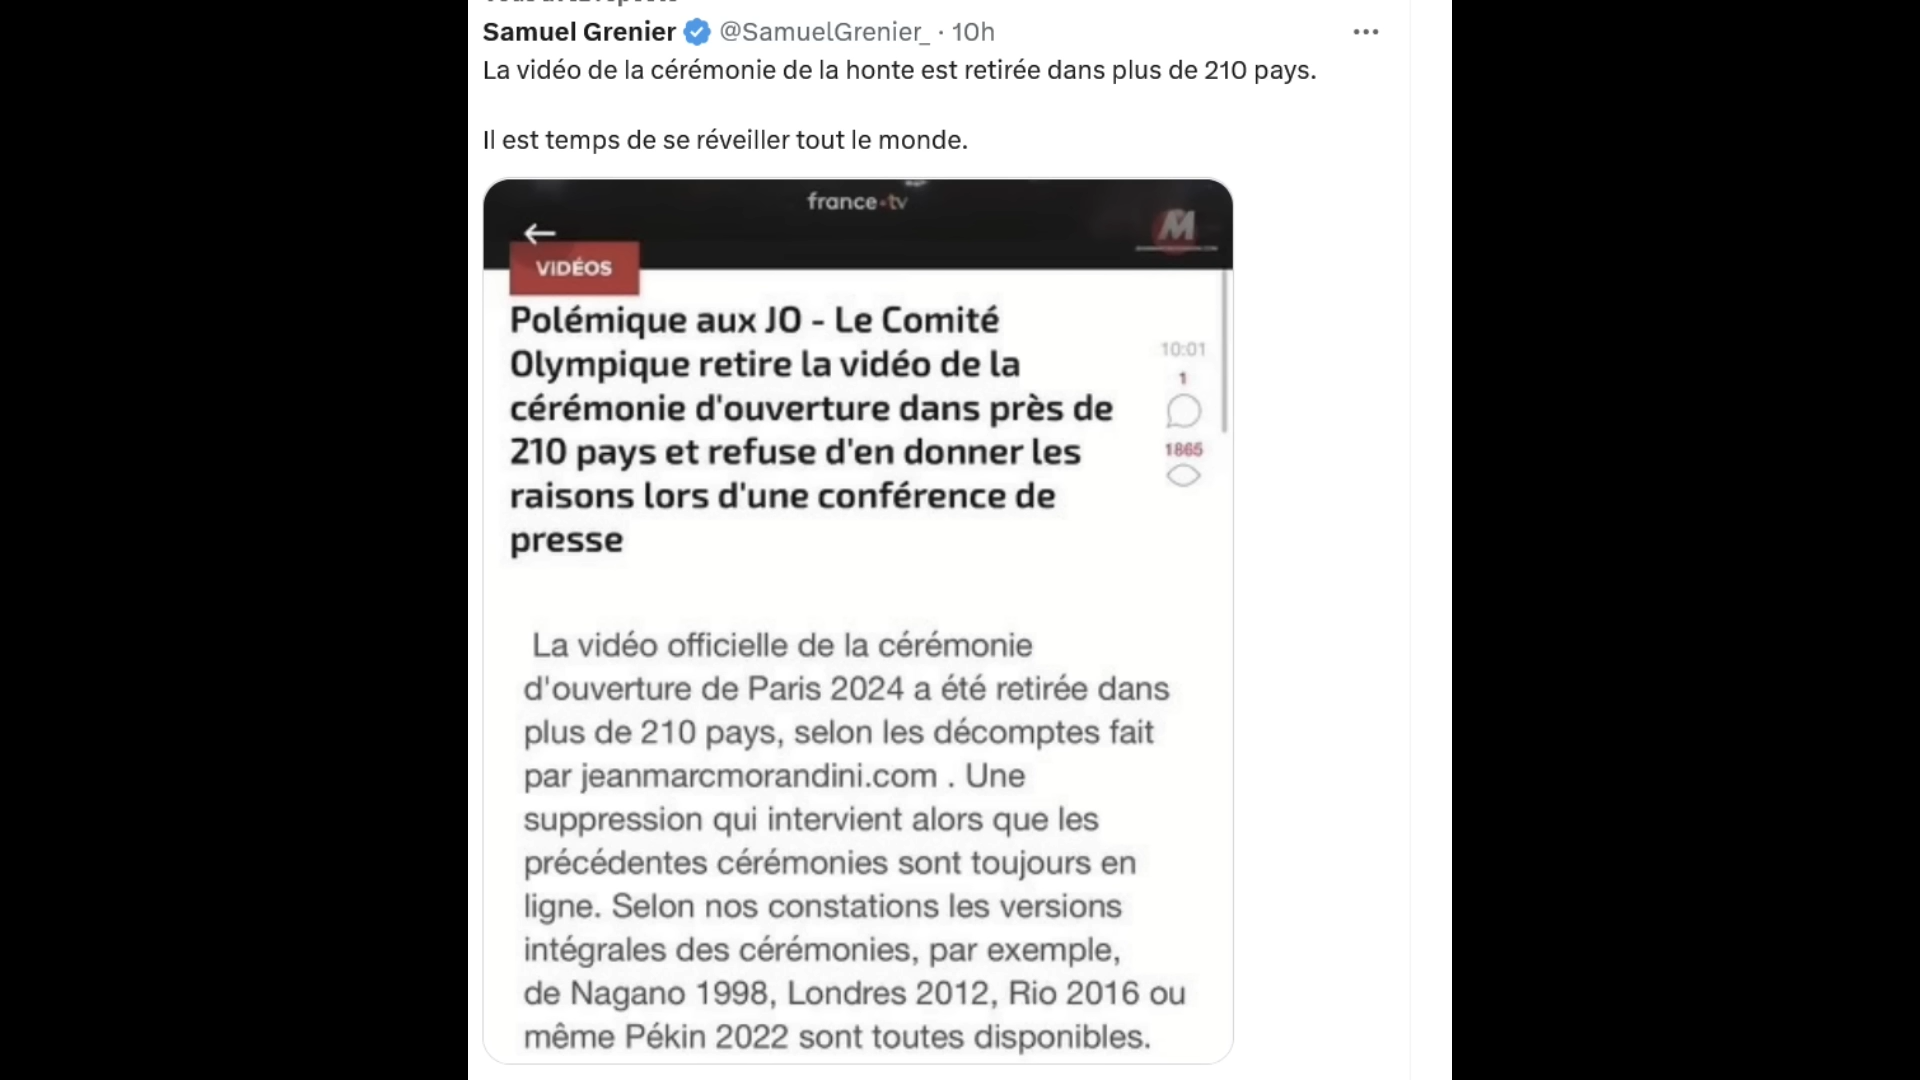 Samuel Grenier @SamuelGrenier_ · 10h
La vidéo de la cérémonie de la honte est retirée dans plus de 210 pays.
Il est temps de se réveiller tout le monde.
france•tv
M
VIDÉOS
Polémique aux JO - Le Comité
Olympique retire la vidéo de la
cérémonie d'ouverture dans près de
210 pays et refuse d'en donner les
raisons lors d'une conférence de
presse
10:01
1
1865
La vidéo officielle de la cérémonie
d'ouverture de Paris 2024 a été retirée dans
plus de 210 pays, selon les décomptes fait
par jeanmarcmorandini.com . Une
suppression qui intervient alors que les
précédentes cérémonies sont toujours en
ligne. Selon nos constations les versions
intégrales des cérémonies, par exemple,
de Nagano 1998, Londres 2012, Rio 2016 ou
même Pékin 2022 sont toutes disponibles.